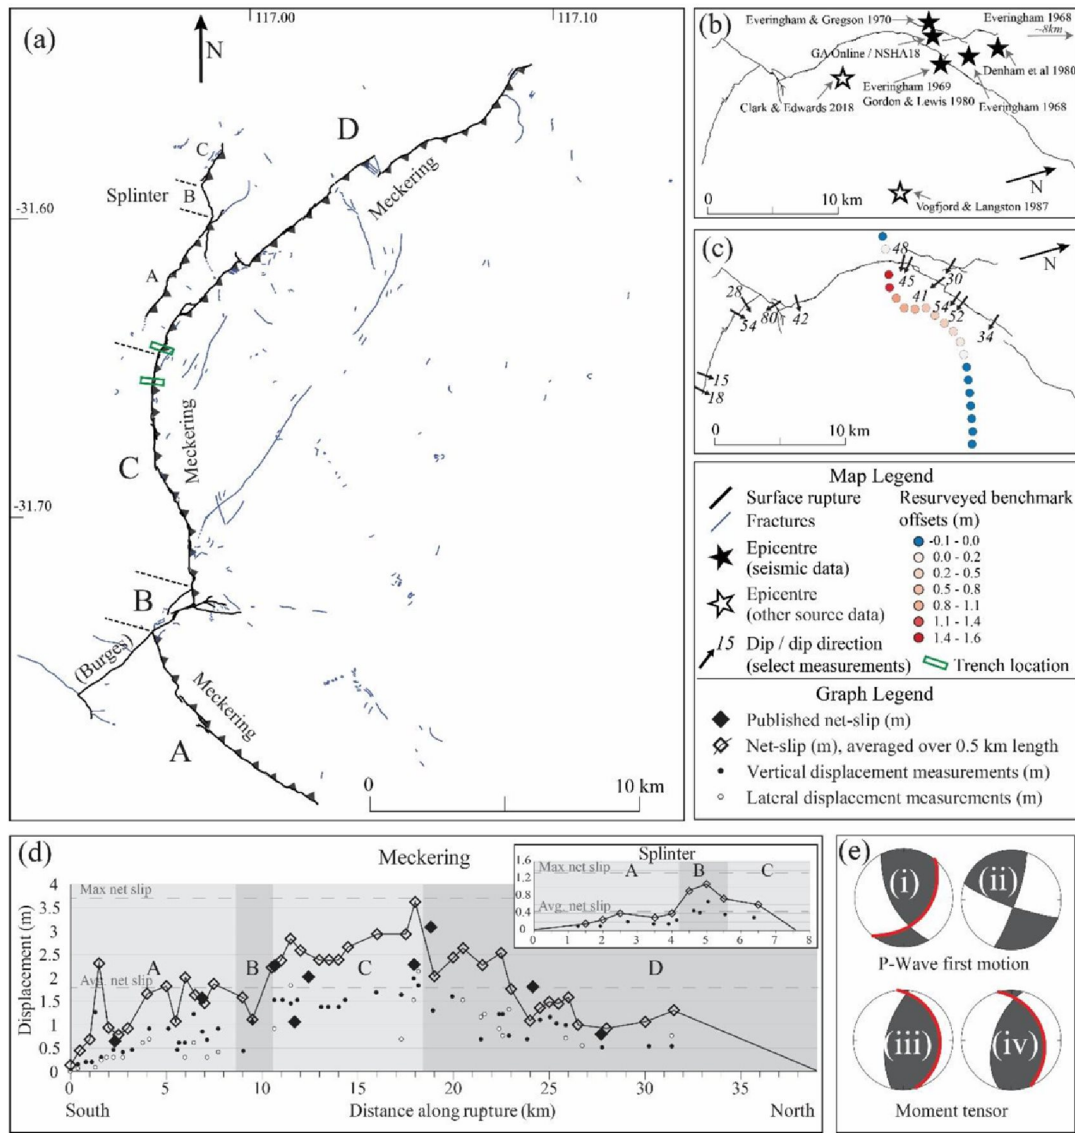 (a)
117.00
117.10
N
D
C
Splinter
B
Meckering
-31.60
A
C
Meckering
-31.70
B
(Burges)
Meckering
A
0
10 km
(b)
Everingham & Gregson 1970
Everingham 1968
~8km
GA Online / NSHA18
Denham et al 1980
Everingham 1969
Clark & Edwards 2018
Gordon & Lewis 1980
Everingham 1968
N
0
10 km
Vogfjord & Langston 1987
(c)
48
N
45
30
28
41
54
80
42
54
52
34
15
18
0
10 km
Map Legend
Surface rupture
Fractures
Epicentre
(seismic data)
Epicentre
(other source data)
15 Dip / dip direction
(select measurements)
Resurveyed benchmark
offsets (m)
-0.1 - 0.0
0.0 - 0.2
0.2 - 0.5
0.5 - 0.8
0.8 - 1.1
1.1 - 1.4
1.4 - 1.6
Trench location
Graph Legend
Published net-slip (m)
Net-slip (m), averaged over 0.5 km length
Vertical displacement measurements (m)
Lateral displacement measurements (m)
(d)
Meckering
Displacement (m)
4
3.5
3
2.5
2
1.5
1
0.5
0
Max net slip
Avg. net slip
A
B
C
D
0
5
10
15
20
25
30
35
South
Distance along rupture (km)
North
Splinter
1.6
1.2
0.8
0.4
0
Max net slip
Avg. net slip
A
B
C
0
1
2
3
4
5
6
7
8
(e)
(i)
(ii)
P-Wave first motion
(iii)
(iv)
Moment tensor